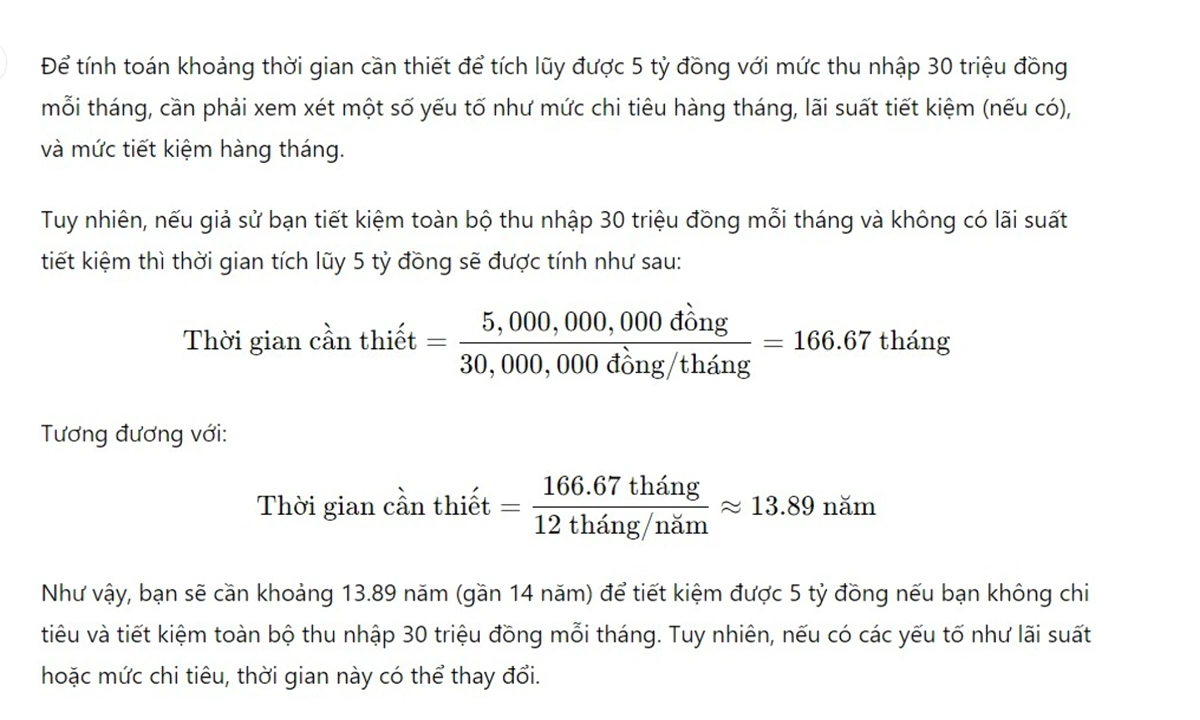 Để tính toán khoảng thời gian cần thiết để tích lũy được 5 tỷ đồng với mức thu nhập 30 triệu đồng
mỗi tháng, cần phải xem xét một số yếu tố như mức chi tiêu hàng tháng, lãi suất tiết kiệm (nếu có),
và mức tiết kiệm hàng tháng.
Tuy nhiên, nếu giả sử bạn tiết kiệm toàn bộ thu nhập 30 triệu đồng mỗi tháng và không có lãi suất
tiết kiệm thì thời gian tích lũy 5 tỷ đồng sẽ được tính như sau:
Thời gian cần thiết = 5,000,000,000 đồng / 30,000,000 đồng/tháng = 166.67 tháng
Tương đương với:
Thời gian cần thiết = 166.67 tháng / 12 tháng/năm ≈ 13.89 năm
Như vậy, bạn sẽ cần khoảng 13.89 năm (gần 14 năm) để tiết kiệm được 5 tỷ đồng nếu bạn không chi
tiêu và tiết kiệm toàn bộ thu nhập 30 triệu đồng mỗi tháng. Tuy nhiên, nếu có các yếu tố như lãi suất
hoặc mức chi tiêu, thời gian này có thể thay đổi.